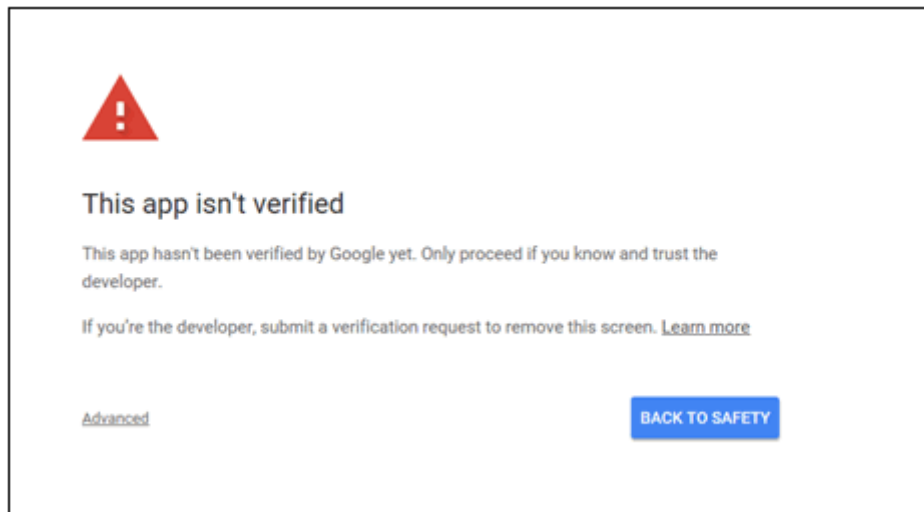 This app isn't verified
This app hasn't been verified by Google yet. Only proceed if you know and trust the
developer.
If you're the developer, submit a verification request to remove this screen. Learn more
Advanced
BACK TO SAFETY